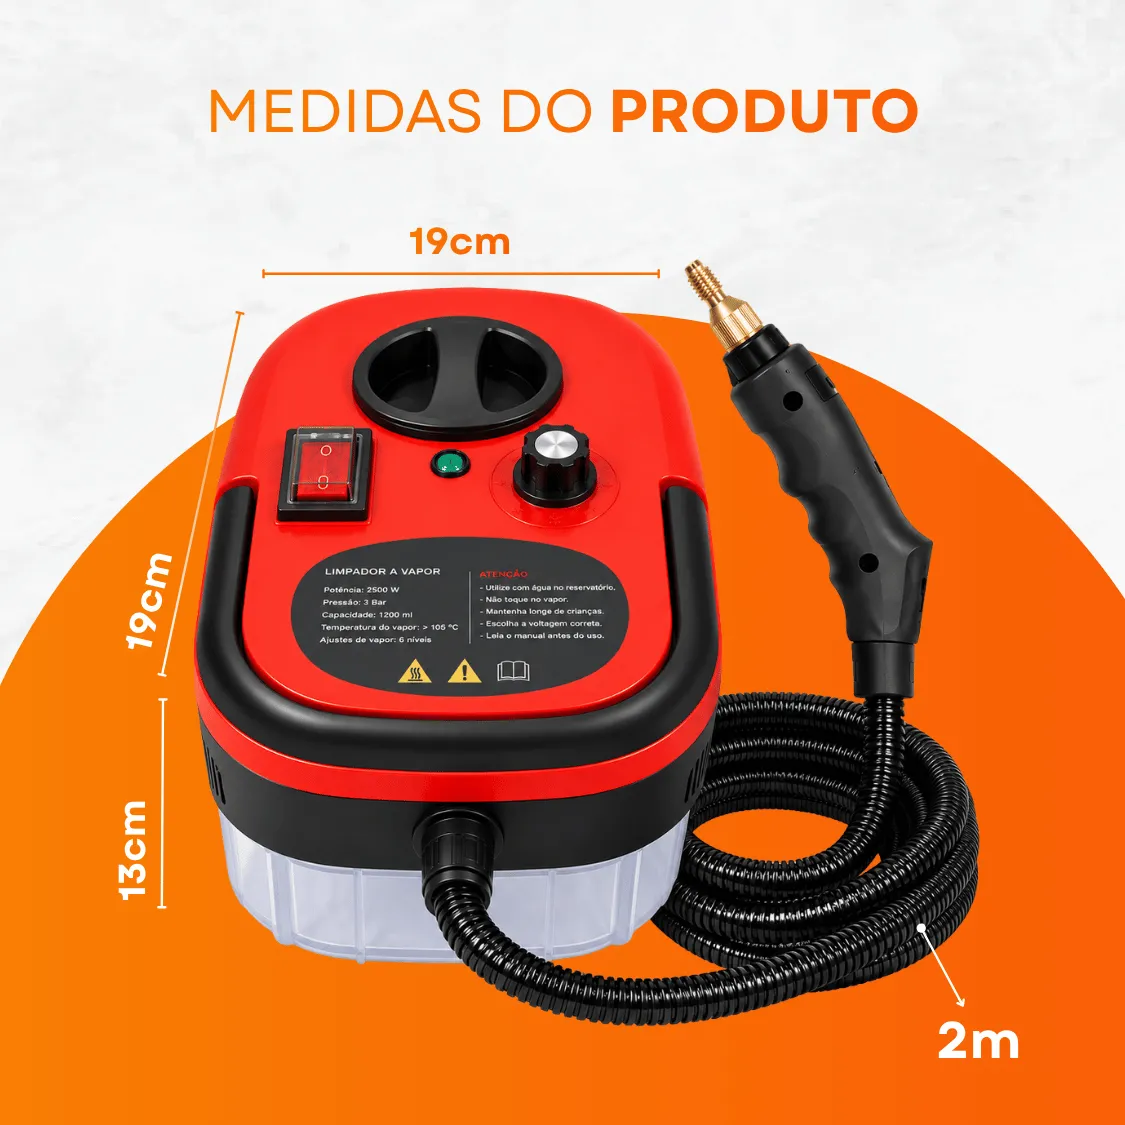 MEDIDAS DO PRODUTO
19cm
19cm
13cm
LIMPADOR A VAPOR
Potência: 2500 W
Pressão: 3 Bar
Capacidade: 1200 ml
Temperatura do vapor: > 105 °C
Ajustes de vapor: 6 níveis
ATENÇÃO
- Utilize com água no reservatório.
- Não toque no vapor.
- Mantenha longe de crianças.
- Escolha a voltagem correta.
- Leia o manual antes do uso.
2m